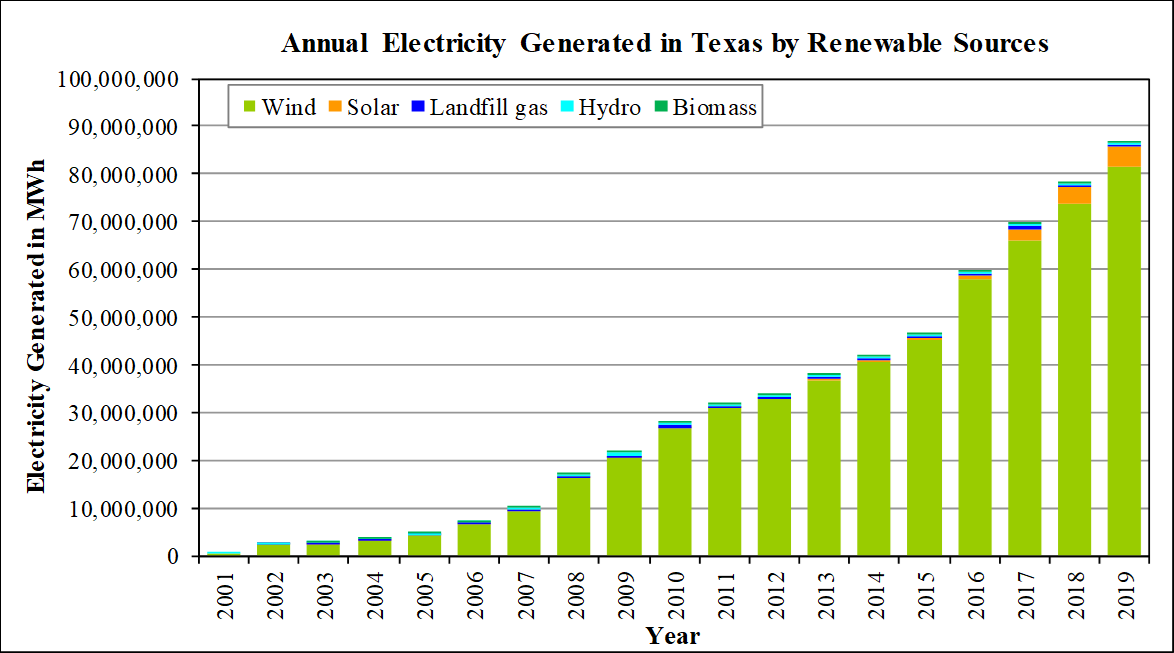 Annual Electricity Generated in Texas by Renewable Sources
100,000,000
90,000,000
80,000,000
70,000,000
60,000,000
50,000,000
40,000,000
30,000,000
20,000,000
10,000,000
0
Electricity Generated in MWh
Wind Solar Landfill gas Hydro Biomass
2001 2002 2003 2004 2005 2006 2007 2008 2009 2010 2011 2012 2013 2014 2015 2016 2017 2018 2019
Year